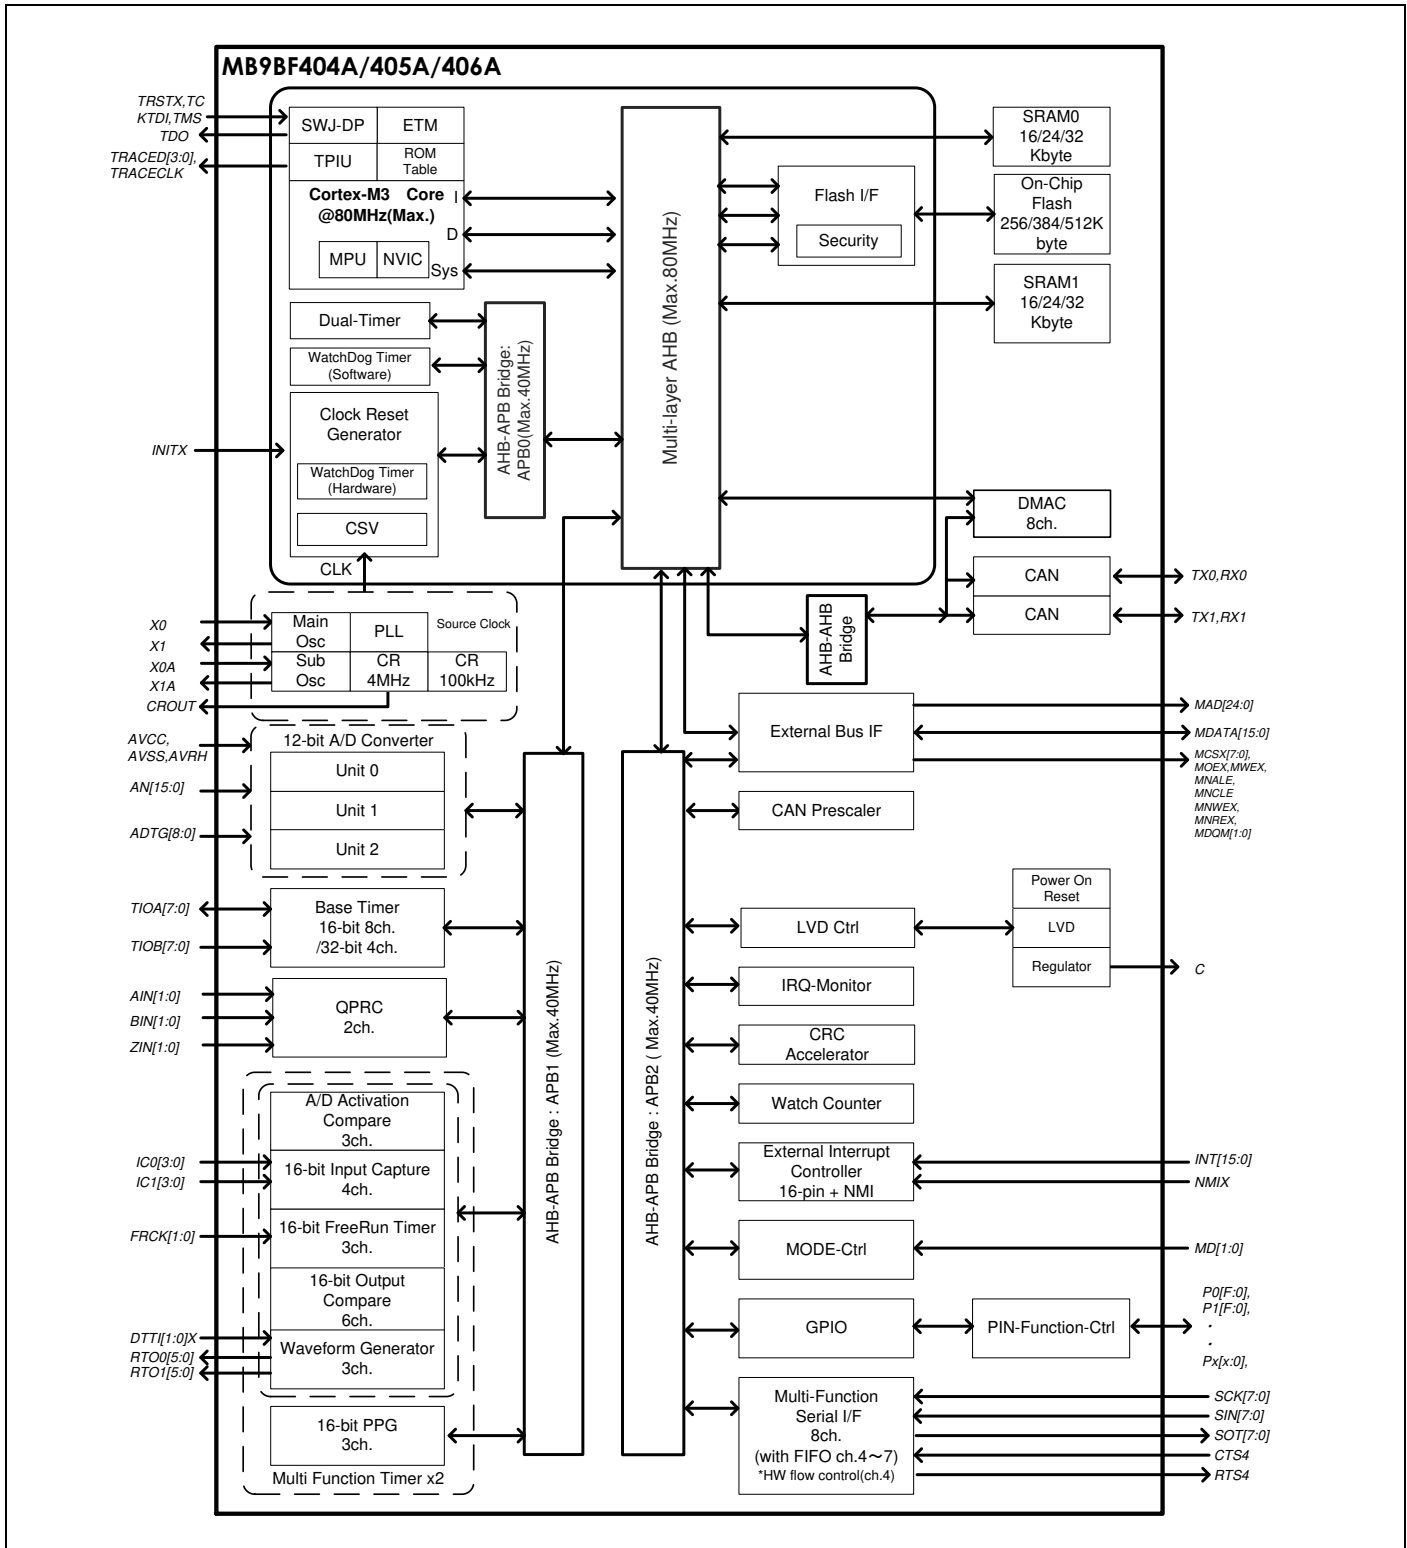 MB9BF404A/405A/406A
TRSTX,TC
KTDI,TMS
TDO
TRACED[3:0],
TRACECLK
SWJ-DP
ETM
TPIU
ROM
Table
Cortex-M3 Core
@80MHz(Max.)
I
D
Sys
MPU
NVIC
Multi-layer AHB (Max.80MHz)
Flash I/F
Security
SRAM0
16/24/32
Kbyte
On-Chip
Flash
256/384/512K
byte
SRAM1
16/24/32
Kbyte
Dual-Timer
WatchDog Timer
(Software)
AHB-APB Bridge:
APB0(Max.40MHz)
INITX
Clock Reset
Generator
WatchDog Timer
(Hardware)
CSV
CLK
DMAC
8ch.
CAN
TX0,RX0
CAN
TX1,RX1
AHB-AHB
Bridge
X0
X1
X0A
X1A
CROUT
Main
Osc
PLL
Source Clock
Sub
Osc
CR
4MHz
CR
100kHz
AVCC,
AVSS,AVRH
AN[15:0]
ADTG[8:0]
12-bit A/D Converter
Unit 0
Unit 1
Unit 2
External Bus IF
MAD[24:0]
MDATA[15:0]
MCSX[7:0],
MOEX,MWEX,
MNALE,
MNCLE
MNWEX,
MNREX,
MDQM[1:0]
CAN Prescaler
TIOA[7:0]
TIOB[7:0]
Base Timer
16-bit 8ch.
/32-bit 4ch.
LVD Ctrl
Power On
Reset
LVD
Regulator
C
AIN[1:0]
BIN[1:0]
ZIN[1:0]
QPRC
2ch.
AHB-APB Bridge : APB1 (Max.40MHz)
AHB-APB Bridge : APB2 ( Max.40MHz)
IRQ-Monitor
CRC
Accelerator
Watch Counter
A/D Activation
Compare
3ch.
IC0[3:0]
IC1[3:0]
16-bit Input Capture
4ch.
FRCK[1:0]
16-bit FreeRun Timer
3ch.
16-bit Output
Compare
6ch.
DTTI[1:0]X
RTO0[5:0]
RTO1[5:0]
Waveform Generator
3ch.
16-bit PPG
3ch.
Multi Function Timer x2
External Interrupt
Controller
16-pin + NMI
INT[15:0]
NMIX
MODE-Ctrl
MD[1:0]
GPIO
PIN-Function-Ctrl
P0[F:0],
P1[F:0],
.
.
Px[x:0],
Multi-Function
Serial I/F
8ch.
(with FIFO ch.4～7)
*HW flow control(ch.4)
SCK[7:0]
SIN[7:0]
SOT[7:0]
CTS4
RTS4